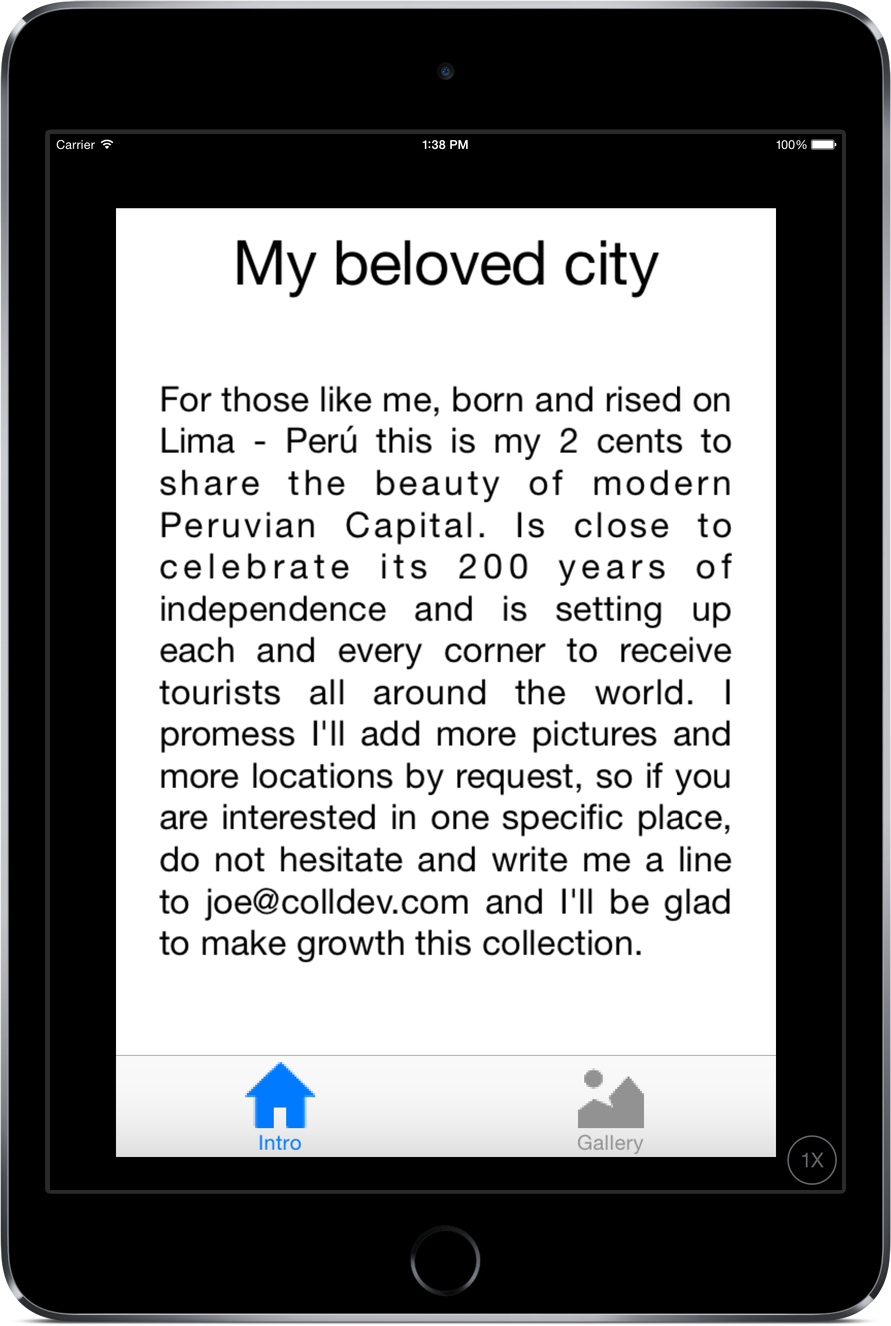 Carrier 1:38 PM 100%
My beloved city
For those like me, born and rised on
Lima - Perú this is my 2 cents to
share the beauty of modern
Peruvian Capital. Is close to
celebrate its 200 years of
independence and is setting up
each and every corner to receive
tourists all around the world. I
promess I'll add more pictures and
more locations by request, so if you
are interested in one specific place,
do not hesitate and write me a line
to joe@colldev.com and I'll be glad
to make growth this collection.
Intro Gallery
1X